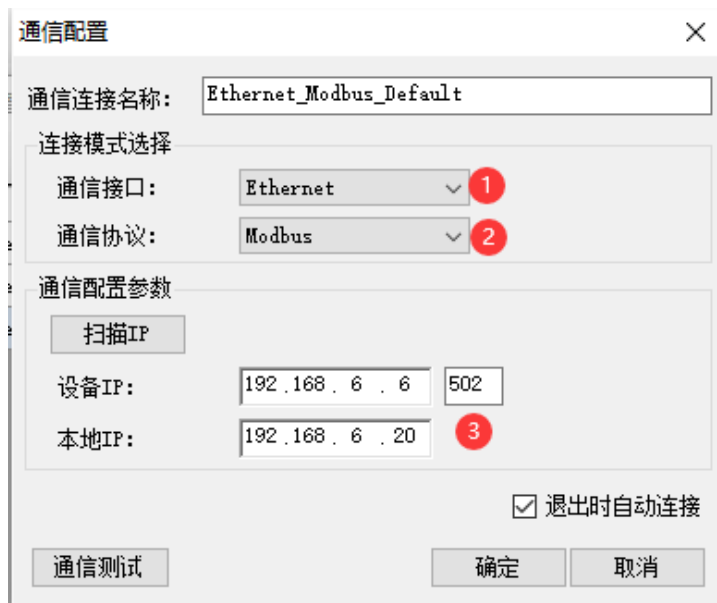 通信配置
通信连接名称: Ethernet_Modbus_Default
连接模式选择
通信接口: Ethernet 1
通信协议: Modbus 2
通信配置参数
扫描IP
设备IP: 192 .168 . 6 . 6 502
本地IP: 192 .168 . 6 . 20 3
退出时自动连接
通信测试 确定 取消